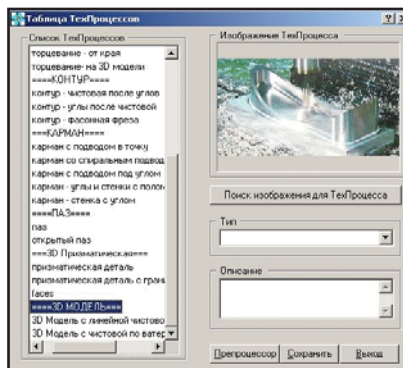 Таблица ТехПроцессов
Список ТехПроцессов
торцевание - от края
торцевание- на 3D модели
====КОНТУР====
контур - чистовая после углов
контур - углы после чистовой
контур - фасонная фреза
===КАРМАН====
карман с подводом в точку
карман со спиральным подвод
карман с подводом под углом
карман - углы и стенки с полом
карман - стенка с углом
====ПАЗ====
паз
открытый паз
===3D Призматическая===
призматическая деталь
призматическая деталь с грани
faces
====3D МОДЕЛЬ===
3D Модель с линейной чистово
3D Модель с чистовой по ватер
Изображение ТехПроцесса
Поиск изображения для ТехПроцесса
Тип
Описание
Препроцессор
Сохранить
Выход